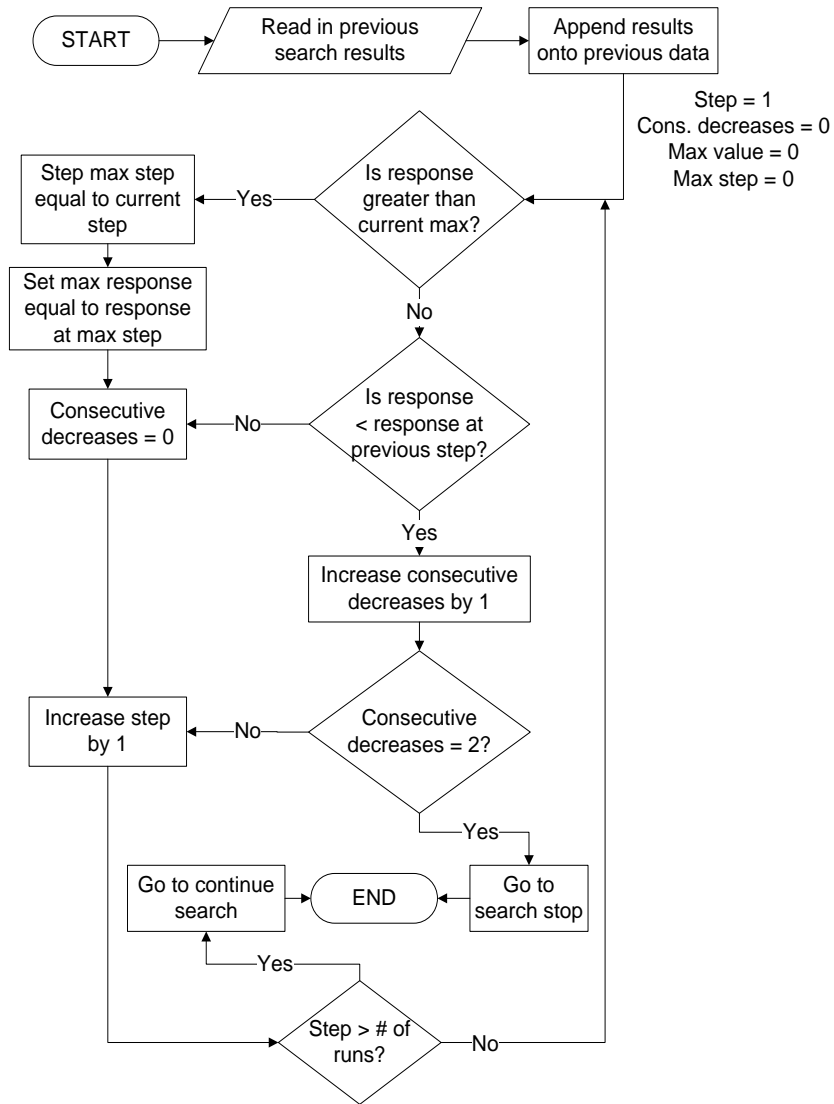 START
Read in previous
search results
Append results
onto previous data
Step = 1
Cons. decreases = 0
Max value = 0
Max step = 0
Is response
greater than
current max?
Yes
Step max step
equal to current
step
Set max response
equal to response
at max step
No
Is response
< response at
previous step?
No
Consecutive
decreases = 0
Yes
Increase consecutive
decreases by 1
Consecutive
decreases = 2?
No
Increase step
by 1
Yes
Go to continue
search
END
Go to
search stop
Yes
Step > # of
runs?
No